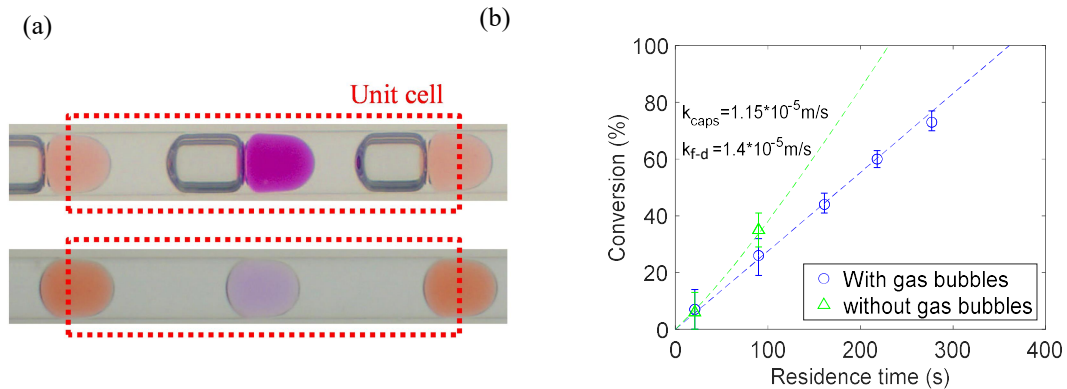 (a)
Unit cell
(b)
100
80
60
40
20
0
Conversion (%)
k_caps=1.15*10^-5m/s
k_f-d=1.4*10^-5m/s
With gas bubbles
without gas bubbles
0 100 200 300 400
Residence time (s)